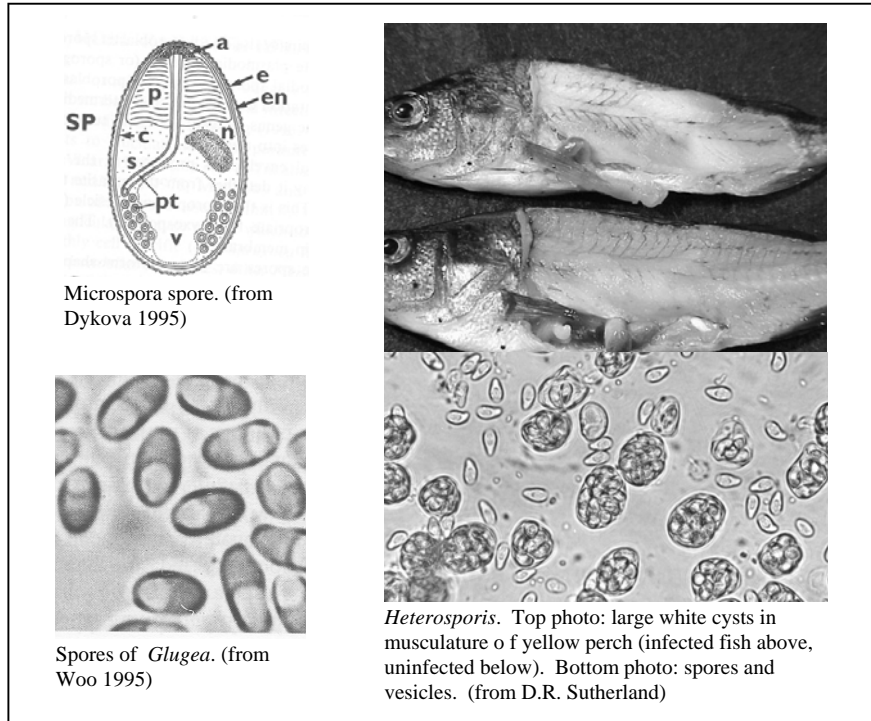 a
e
p
en
SP
n
c
s
pt
v
Microspora spore. (from
Dykova 1995)
Spores of Glugea. (from
Woo 1995)
Heterosporis. Top photo: large white cysts in
musculature o f yellow perch (infected fish above,
uninfected below). Bottom photo: spores and
vesicles. (from D.R. Sutherland)